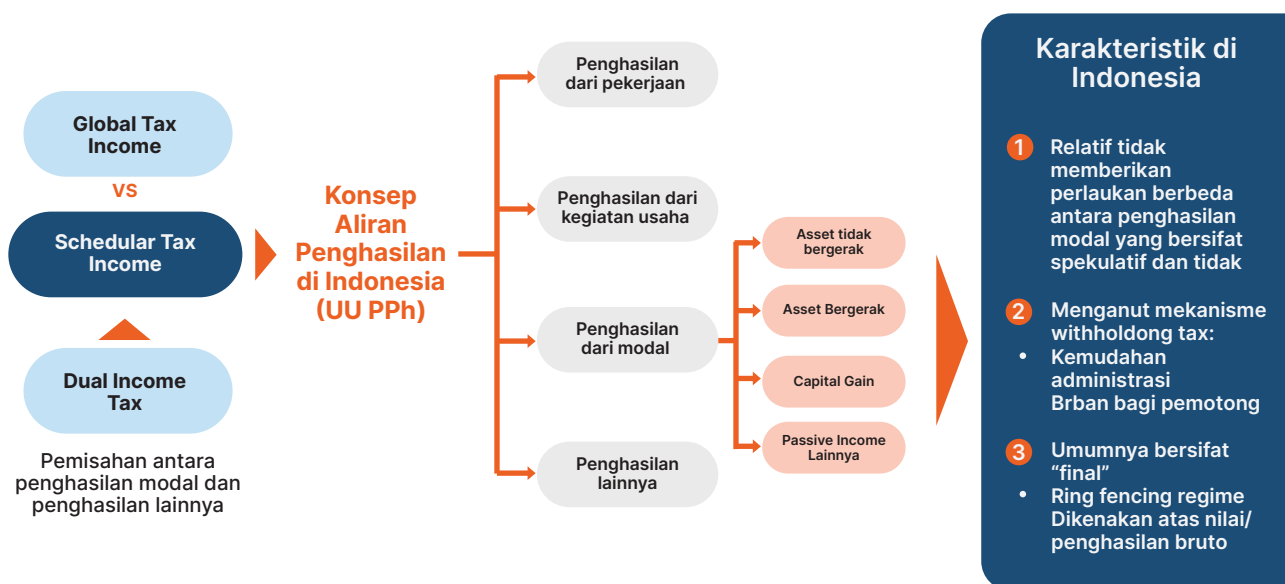 Global Tax
Income
VS
Schedular Tax
Income
Dual Income
Tax
Pemisahan antara
penghasilan modal dan
penghasilan lainnya
Konsep
Aliran
Penghasilan
di Indonesia
(UU PPh)
Penghasilan
dari pekerjaan
Penghasilan dari
kegiatan usaha
Penghasilan
dari modal
Penghasilan
lainnya
Asset tidak
bergerak
Asset Bergerak
Capital Gain
Passive Income
Lainnya
Karakteristik di
Indonesia
1 Relatif tidak
memberikan
perlaukan berbeda
antara penghasilan
modal yang bersifat
spekulatif dan tidak
2 Menganut mekanisme
withholdong tax:
• Kemudahan
administrasi
Brban bagi pemotong
3 Umumnya bersifat
“final”
• Ring fencing regime
Dikenakan atas nilai/
penghasilan bruto